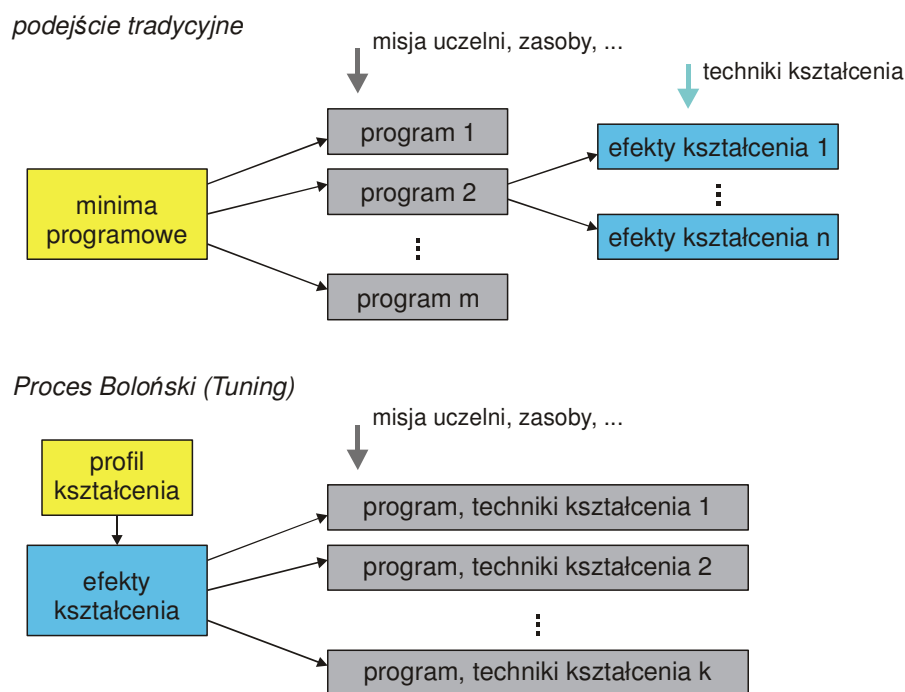 podejście tradycyjne
misja uczelni, zasoby, ...
techniki kształcenia
program 1
efekty kształcenia 1
minima
programowe
program 2
efekty kształcenia n
program m
Proces Boloński (Tuning)
misja uczelni, zasoby, ...
profil
kształcenia
program, techniki kształcenia 1
efekty
kształcenia
program, techniki kształcenia 2
program, techniki kształcenia k